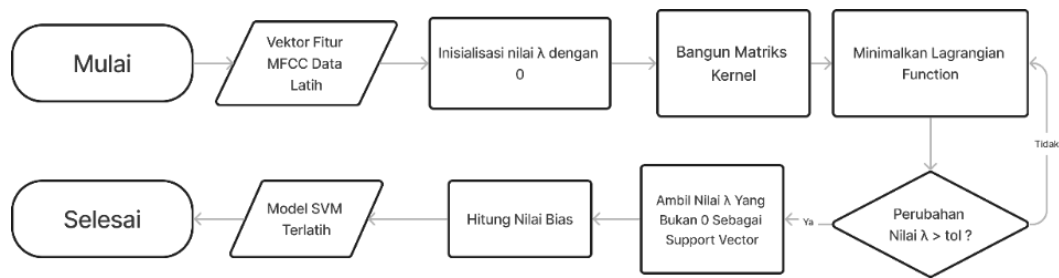 Mulai
Vektor Fitur
MFCC Data
Latih
Inisialisasi nilai λ dengan
0
Bangun Matriks
Kernel
Minimalkan Lagrangian
Function
Tidak
Perubahan
Nilai λ > tol ?
Ya
Ambil Nilai λ Yang
Bukan 0 Sebagai
Support Vector
Hitung Nilai Bias
Model SVM
Terlatih
Selesai